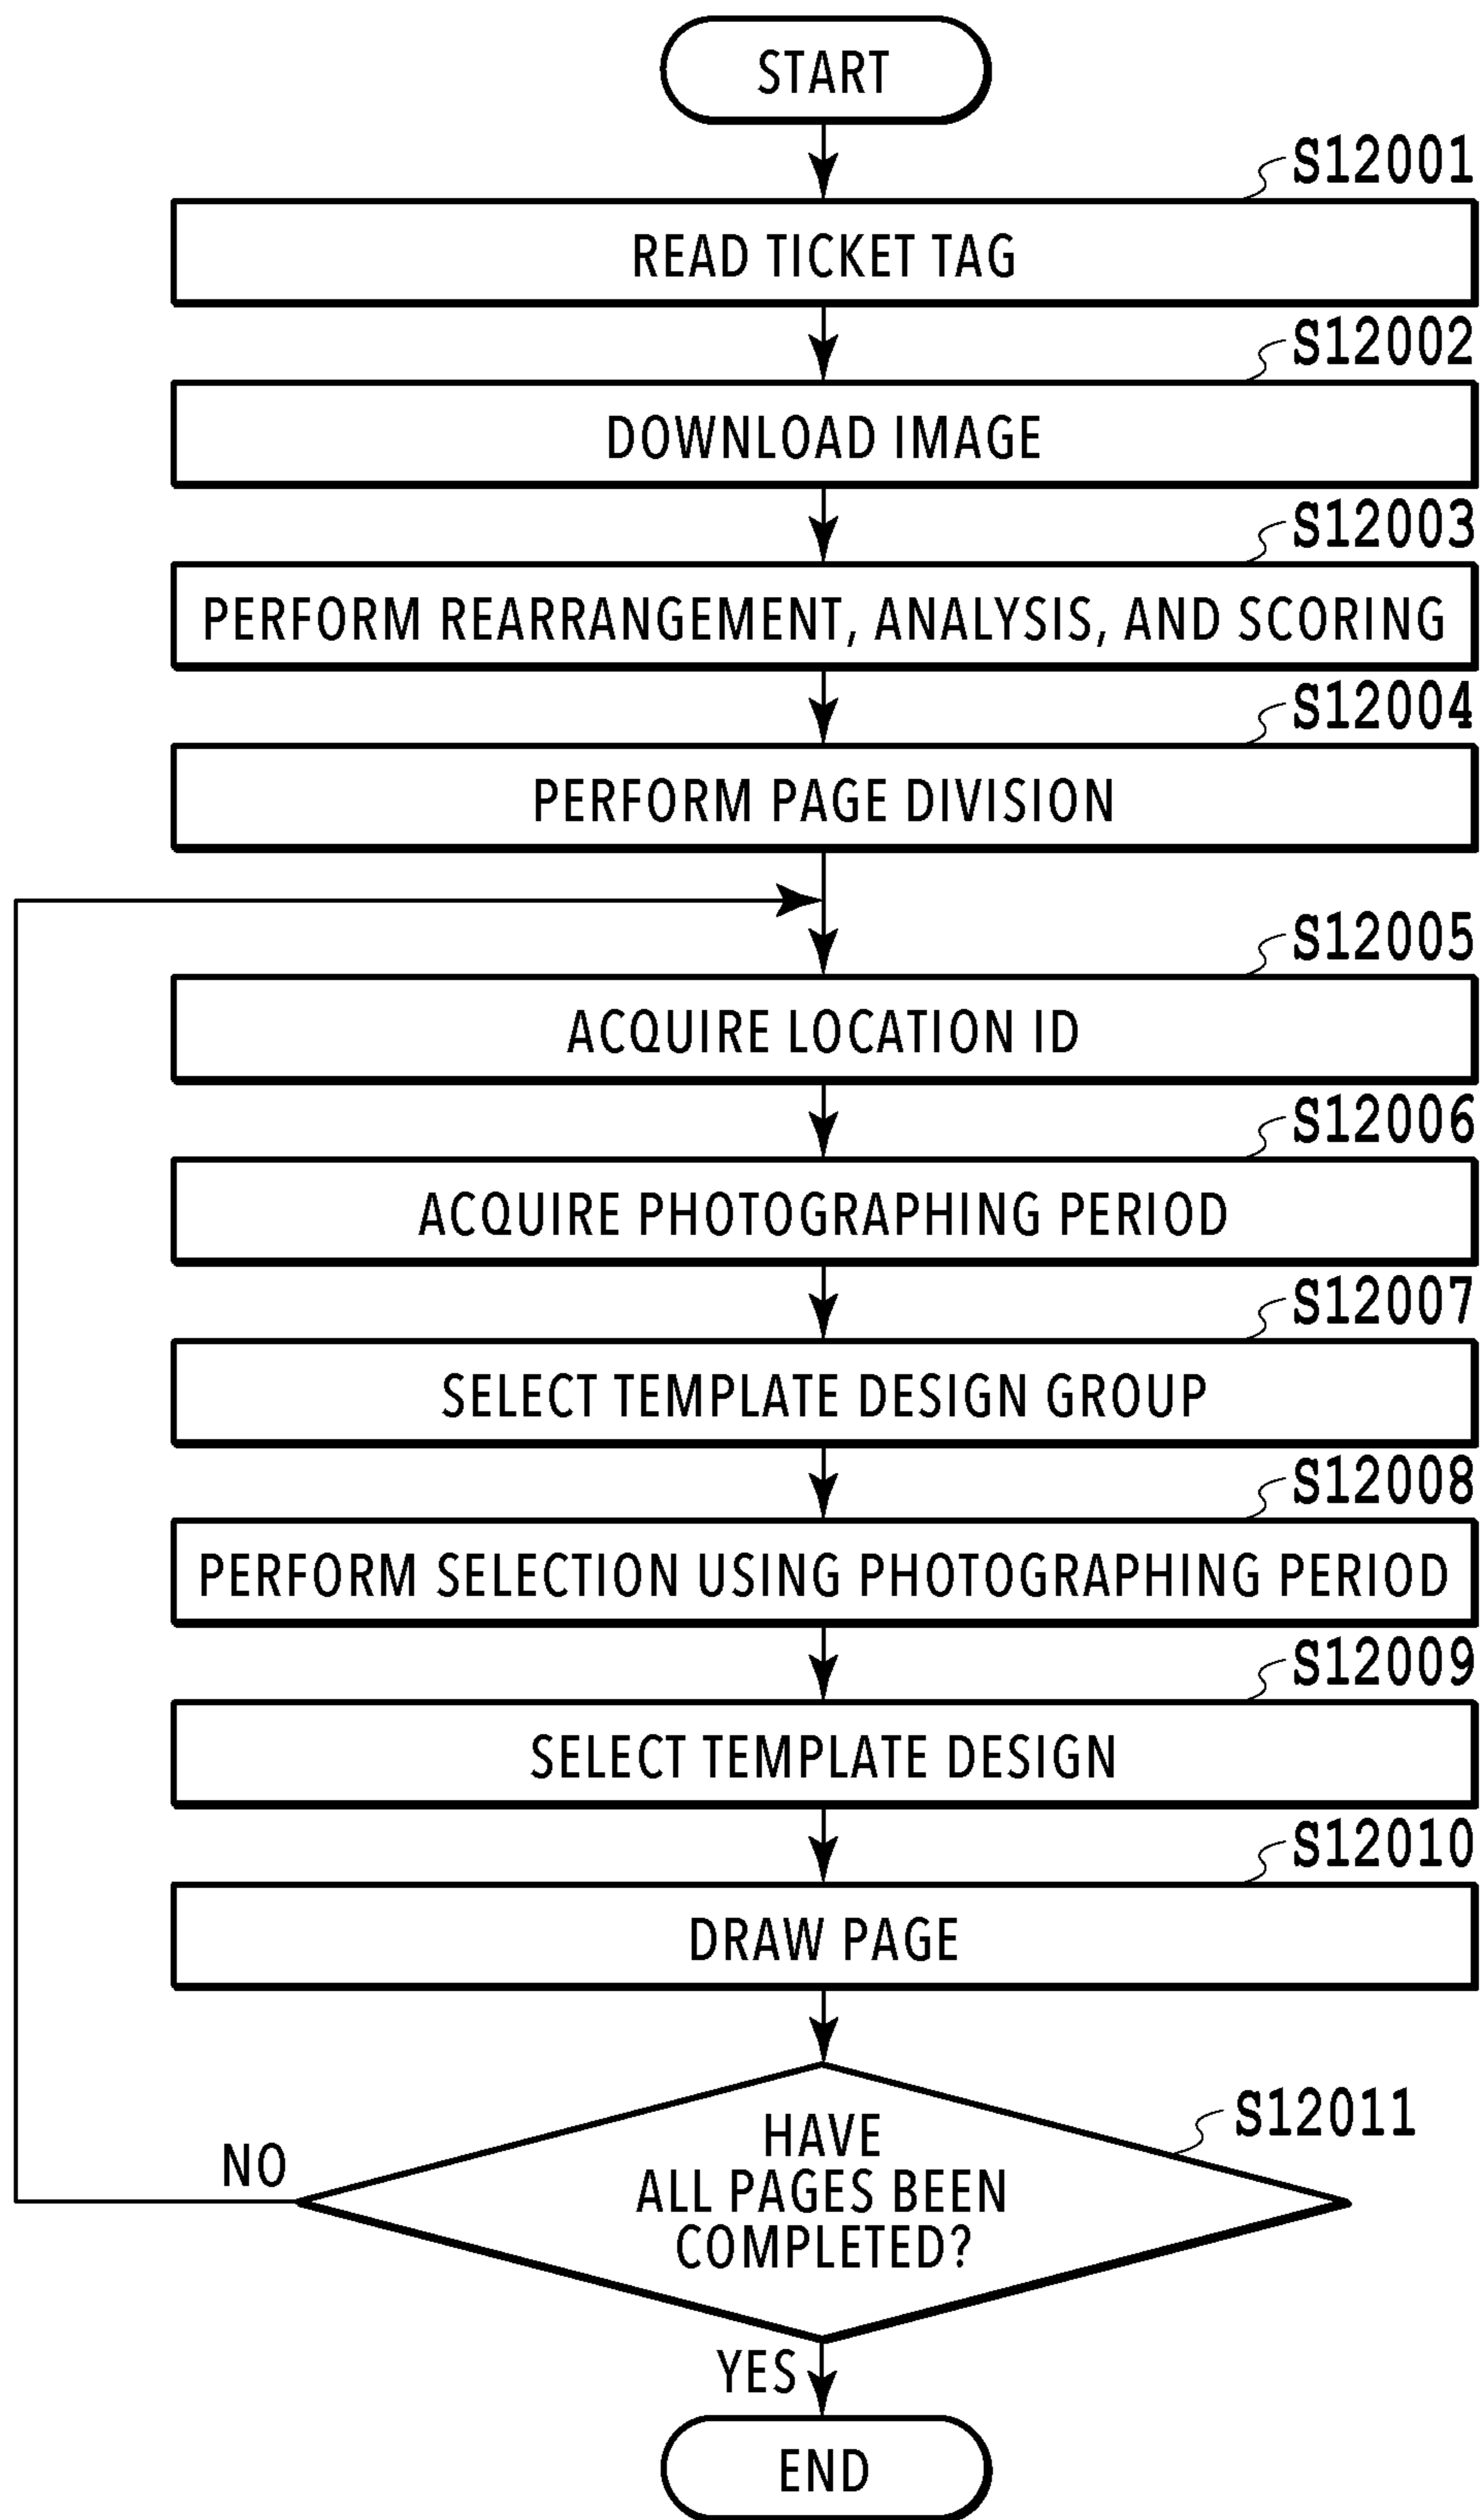 START
S12001
READ TICKET TAG
S12002
DOWNLOAD IMAGE
S12003
PERFORM REARRANGEMENT, ANALYSIS, AND SCORING
S12004
PERFORM PAGE DIVISION
S12005
ACQUIRE LOCATION ID
S12006
ACQUIRE PHOTOGRAPHING PERIOD
S12007
SELECT TEMPLATE DESIGN GROUP
S12008
PERFORM SELECTION USING PHOTOGRAPHING PERIOD
S12009
SELECT TEMPLATE DESIGN
S12010
DRAW PAGE
S12011
HAVE
ALL PAGES BEEN
COMPLETED?
NO
YES
END